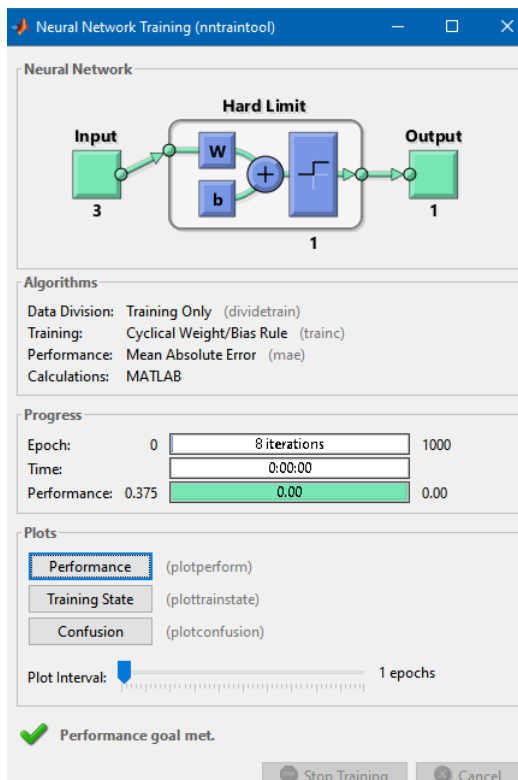 Neural Network Training (nntraintool)
Neural Network
Hard Limit
Input
Output
W
b
+
3
1
1
Algorithms
Data Division: Training Only (dividetrain)
Training: Cyclical Weight/Bias Rule (trainc)
Performance: Mean Absolute Error (mae)
Calculations: MATLAB
Progress
Epoch: 0 8 iterations 1000
Time: 0:00:00
Performance: 0.375 0.00 0.00
Plots
Performance (plotperform)
Training State (plottrainstate)
Confusion (plotconfusion)
Plot Interval: 1 epochs
Performance goal met.
Stop Training Cancel